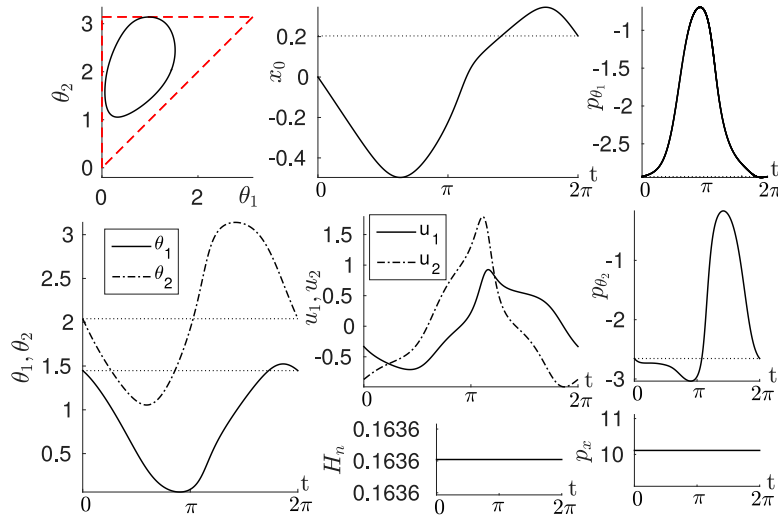 3
2
1
0
θ₂
0
2
θ₁
0.2
0
-0.2
-0.4
x₀
0
π
2π
t
-1
-1.5
-2
-2.5
p_θ₁
0
π
2π
t
3
2.5
2
1.5
1
0.5
θ₁, θ₂
θ₁
θ₂
0
π
2π
t
1.5
1
0.5
0
-0.5
u₁, u₂
u₁
u₂
0
π
2π
t
-1
-2
-3
p_θ₂
0
π
2π
t
0.1636
0.1636
0.1636
Hₙ
0
π
2π
t
11
10
pₓ
0
π
2π
t